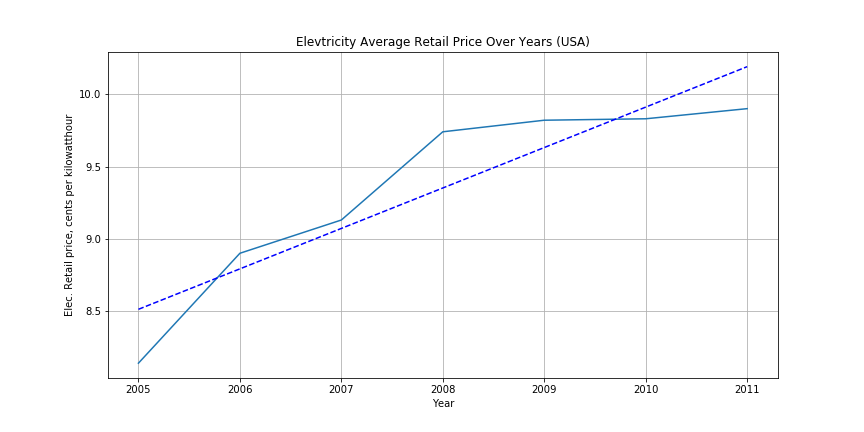 Elevtricity Average Retail Price Over Years (USA)
Elec. Retail price, cents per kilowatthour
10.0
9.5
9.0
8.5
2005 2006 2007 2008 2009 2010 2011
Year